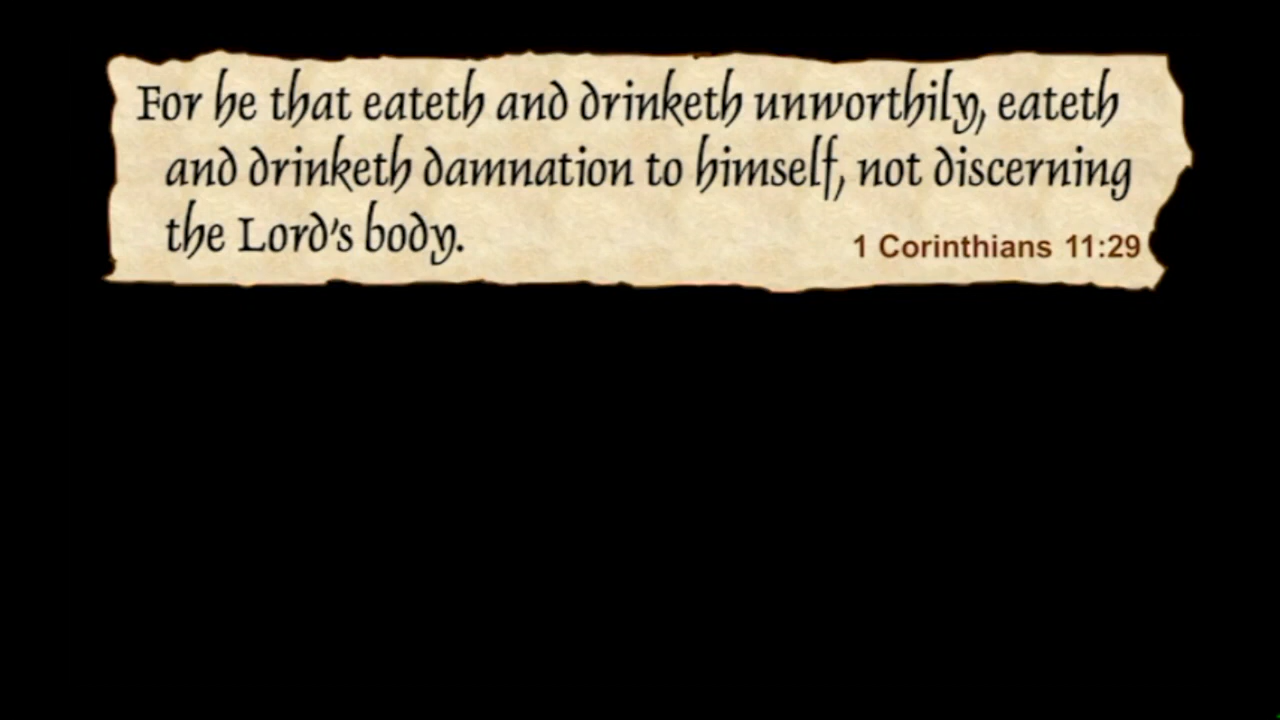 For he that eateth and drinketh unworthily, eateth
and drinketh damnation to himself, not discerning
the Lord's body.
1 Corinthians 11:29